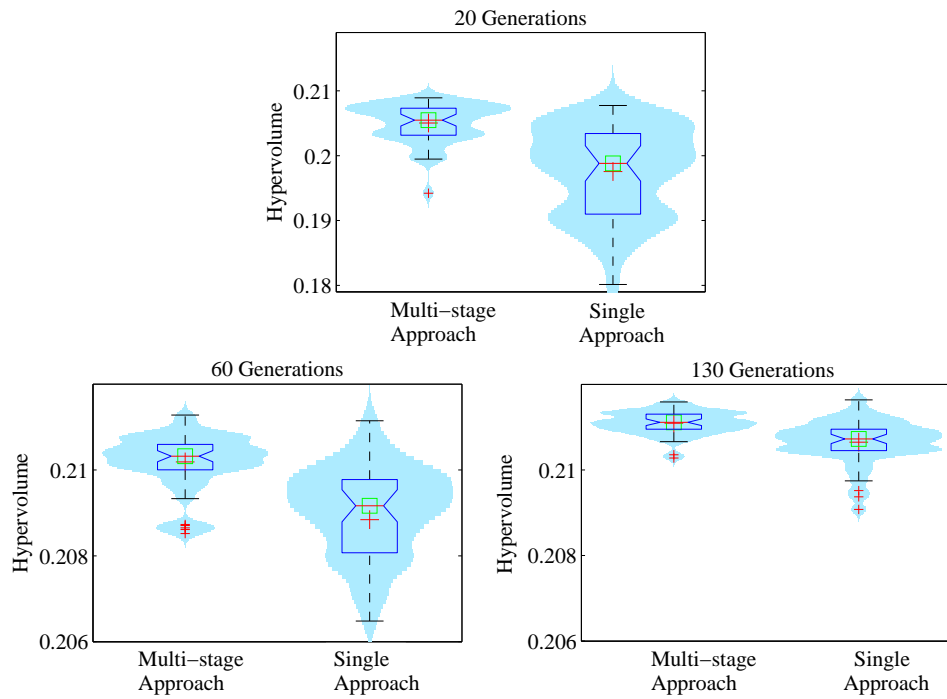 20 Generations
Hypervolume
0.21
0.2
0.19
0.18
Multi−stage Approach
Single Approach
60 Generations
Hypervolume
0.21
0.208
0.206
Multi−stage Approach
Single Approach
130 Generations
Hypervolume
0.21
0.208
0.206
Multi−stage Approach
Single Approach